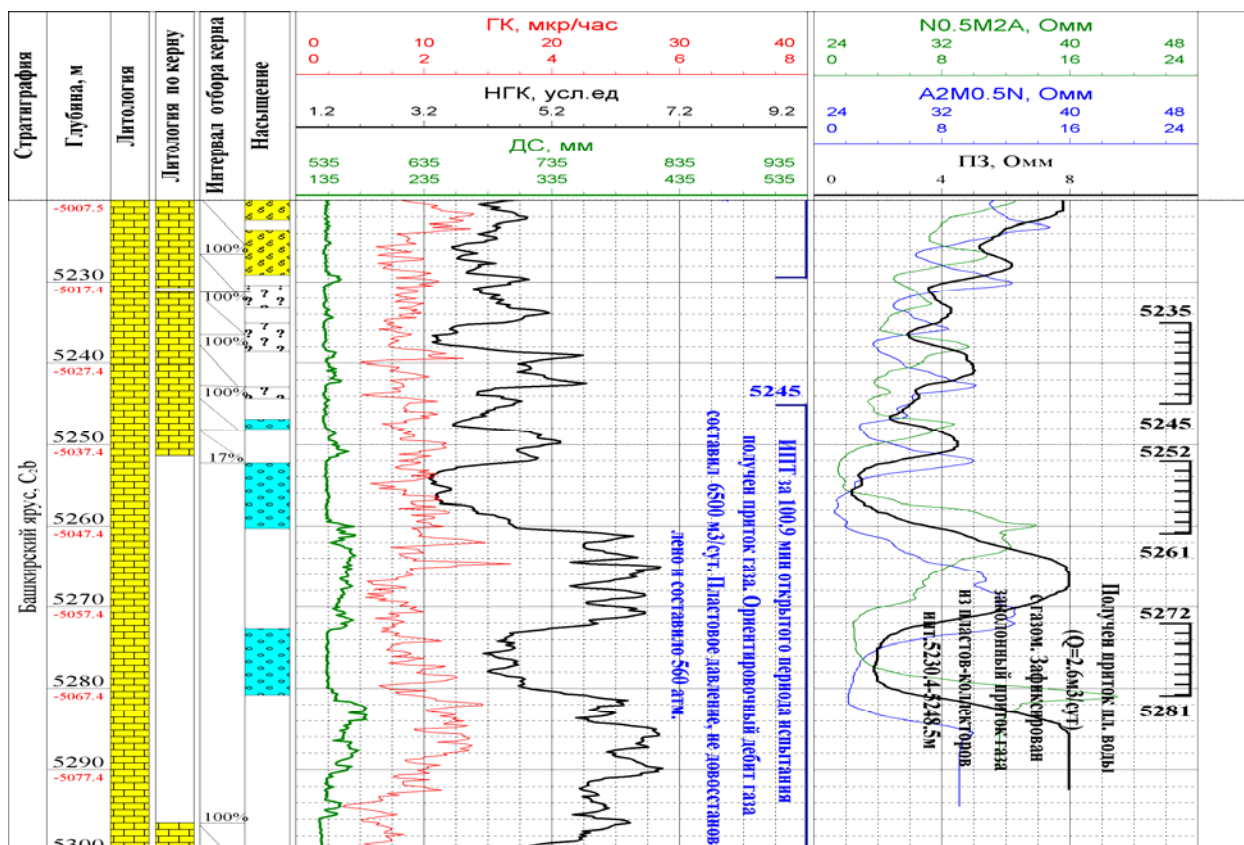 Стратиграфия
Глубина, м
Литология
Литология по керну
Интервал отбора керна
Насыщение
ГК, мкр/час
0 10 20 30 40
0 2 4 6 8
НГК, усл.ед
1.2 3.2 5.2 7.2 9.2
ДС, мм
535 635 735 835 935
135 235 335 435 535
N0.5M2A, Омм
24 32 40 48
0 8 16 24
A2M0.5N, Омм
24 32 40 48
0 8 16 24
ПЗ, Омм
0 4 8
Башкирский ярус, C₂b
-5007.5
5230
-5017.4
5240
-5027.4
5250
-5037.4
5260
-5047.4
5270
-5057.4
5280
-5067.4
5290
-5077.4
5300
100%
100%
100%
100%
17%
100%
? ?
? ?
?
? ?
?
5245
ИПТ за 100.9 мин открытого периода испытания
получен приток газа. Ориентировочный дебит газа
составил 6500 м3/сут. Пластовое давление, не довосстанов
лено и составило 560 атм.
5235
5245
5252
5261
5272
5281
Получен приток пл. воды
(Q=2,6м3/сут)
с газом. Зафиксирован
заколонный приток газа
из пластов-коллекторов
инт.5230,4-5248,5м